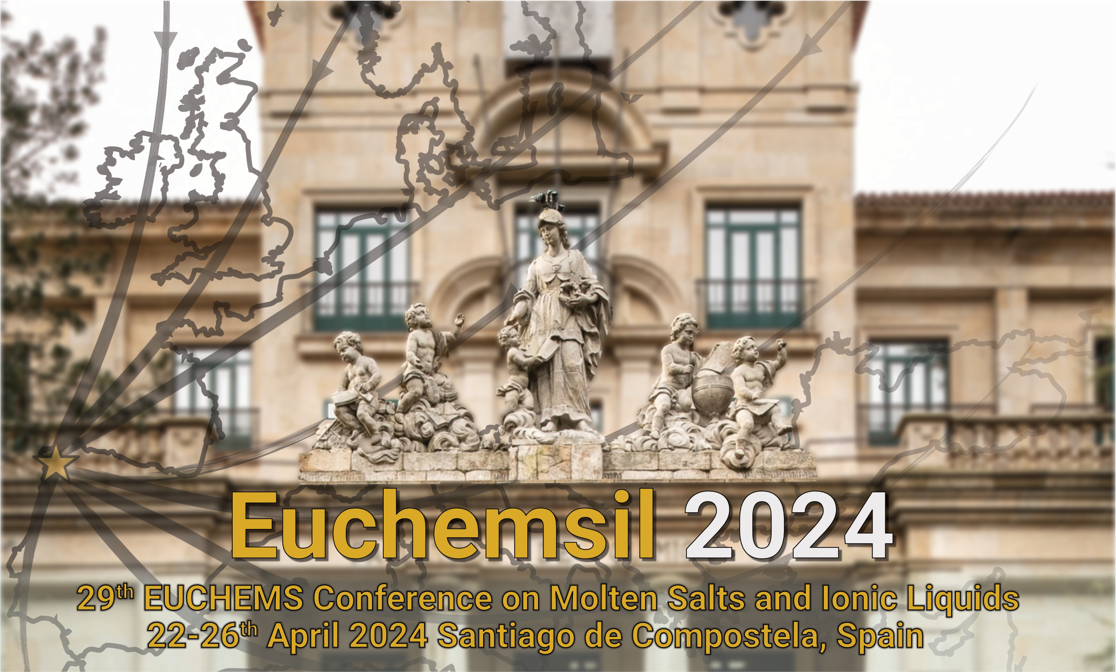 Euchemsil 2024
29th EUCHEMS Conference on Molten Salts and Ionic Liquids
22-26th April 2024 Santiago de Compostela, Spain